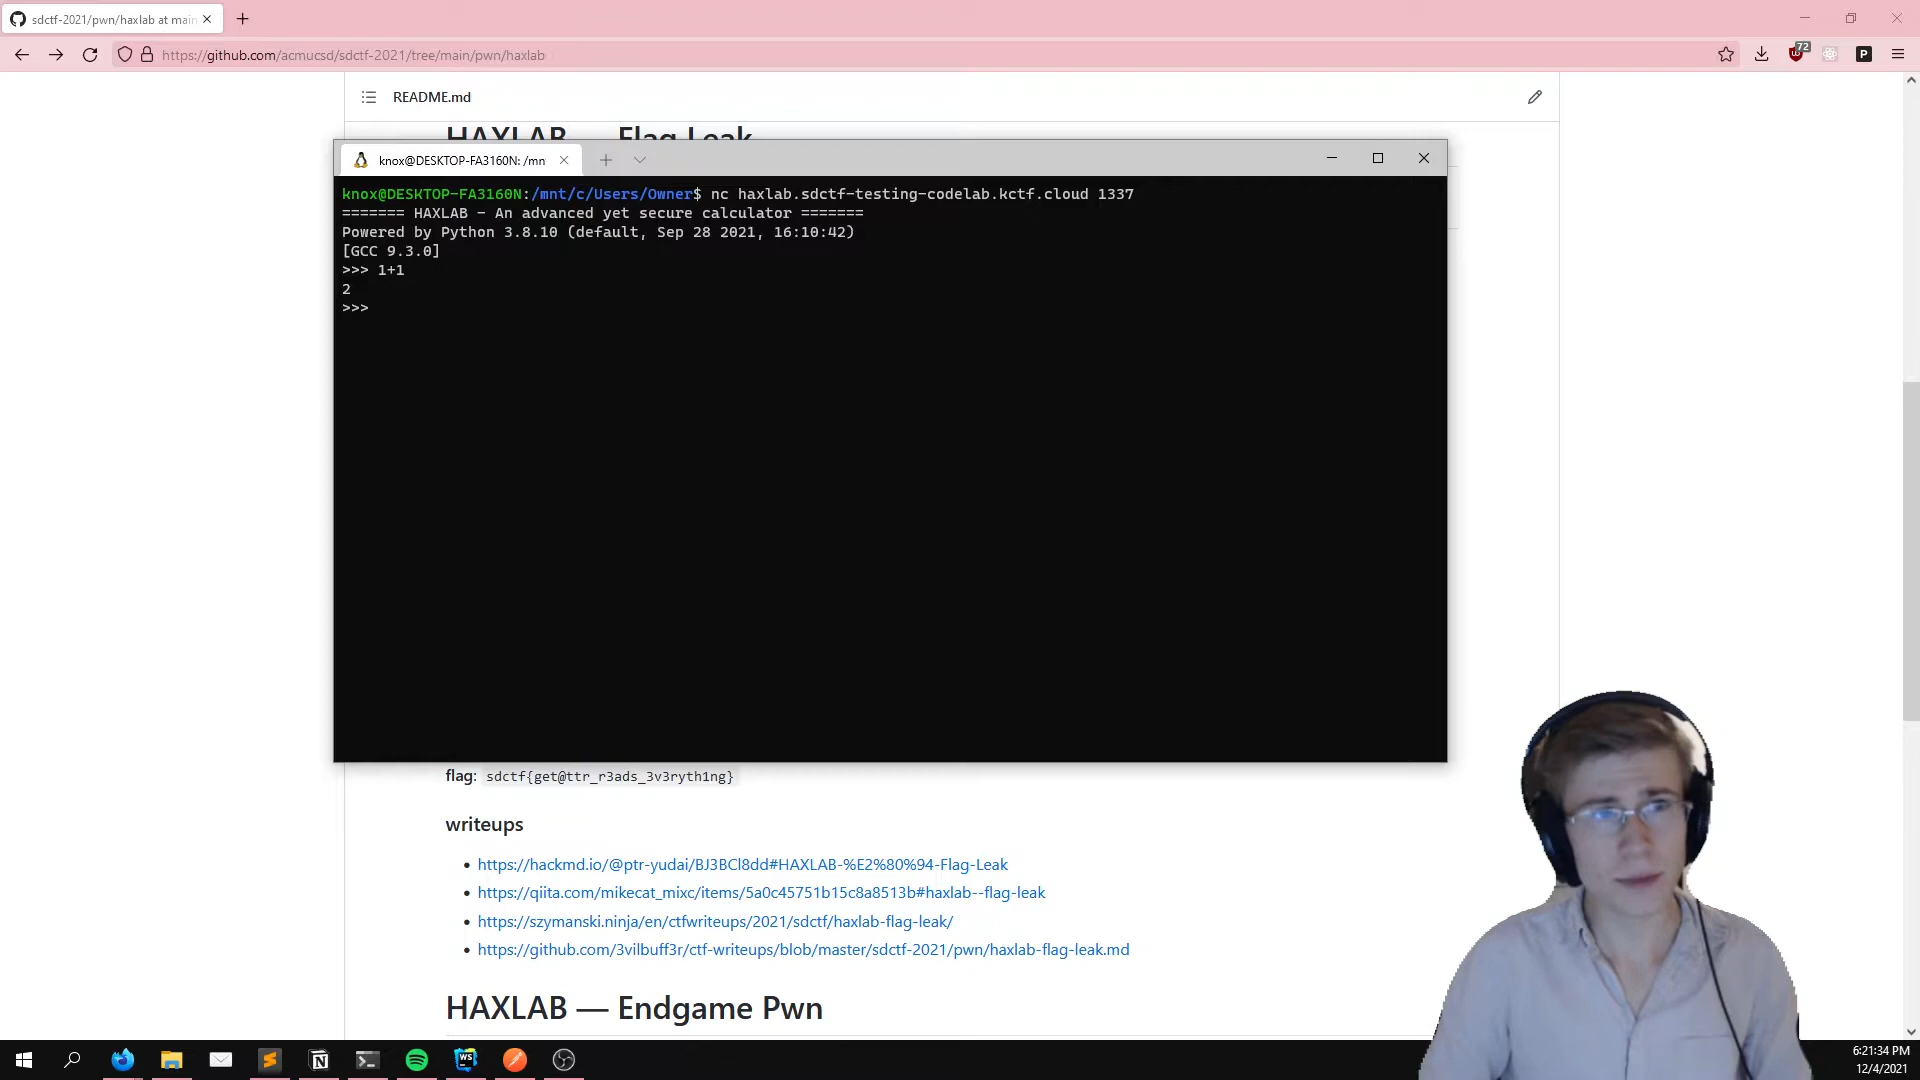 sdctf-2021/pwn/haxlab at main
https://github.com/acmucsd/sdctf-2021/tree/main/pwn/haxlab
72
P
README.md
HAXLAB — Flag Leak
knox@DESKTOP-FA3160N: /mn
knox@DESKTOP-FA3160N:/mnt/c/Users/Owner$ nc haxlab.sdctf-testing-codelab.kctf.cloud 1337
======= HAXLAB - An advanced yet secure calculator =======
Powered by Python 3.8.10 (default, Sep 28 2021, 16:10:42)
[GCC 9.3.0]
>>> 1+1
2
>>>
flag: sdctf{get@ttr_r3ads_3v3ryth1ng}
writeups
https://hackmd.io/@ptr-yudai/BJ3BCl8dd#HAXLAB-%E2%80%94-Flag-Leak
https://qiita.com/mikecat_mixc/items/5a0c45751b15c8a8513b#haxlab--flag-leak
https://szymanski.ninja/en/ctfwriteups/2021/sdctf/haxlab-flag-leak/
https://github.com/3vilbuff3r/ctf-writeups/blob/master/sdctf-2021/pwn/haxlab-flag-leak.md
HAXLAB — Endgame Pwn
WS
6:21:34 PM
12/4/2021